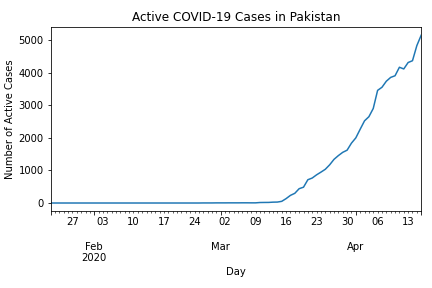 Active COVID-19 Cases in Pakistan
Number of Active Cases
5000
4000
3000
2000
1000
0
27 03 10 17 24 02 09 16 23 30 06 13
Feb Mar Apr
2020
Day